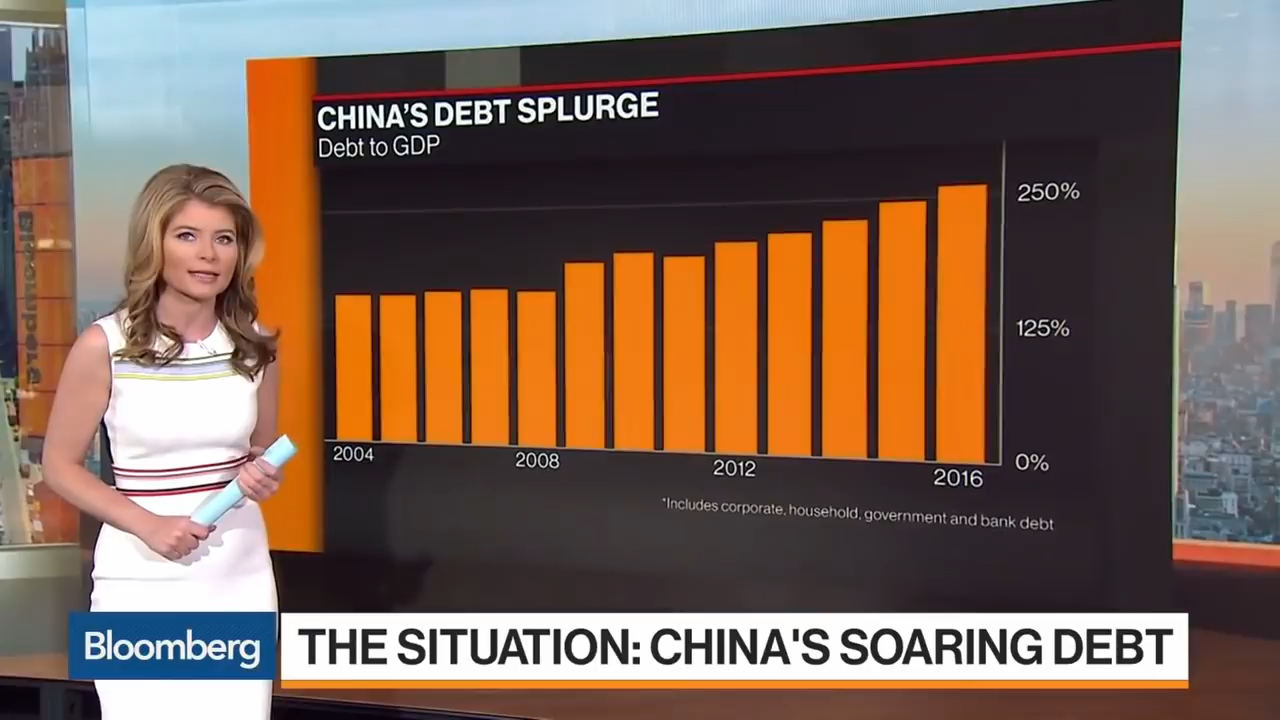 CHINA'S DEBT SPLURGE
Debt to GDP
250%
125%
0%
2004
2008
2012
2016
*Includes corporate, household, government and bank debt
Bloomberg
Bloomberg
THE SITUATION: CHINA'S SOARING DEBT